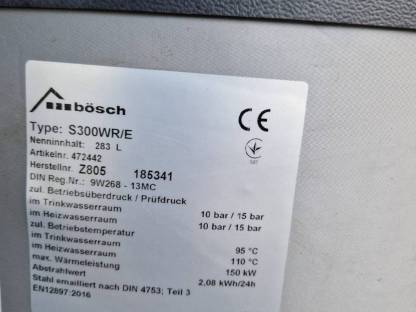 bösch
Type: S300WR/E
Nenninnhalt: 283 L
Artikelnr. 472442
Herstellnr. Z805 185341
DIN Reg.Nr.: 9W268 - 13MC
zul. Betriebsüberdruck / Prüfdruck
im Trinkwasserraum 10 bar / 15 bar
im Heizwasserraum 10 bar / 15 bar
zul. Betriebstemperatur
im Trinkwasserraum 95 °C
im Heizwasserraum 110 °C
max. Wärmeleistung 150 kW
Abstrahlwert 2,08 kWh/24h
Stahl emailliert nach DIN 4753; Teil 3
EN12897:2016
CE